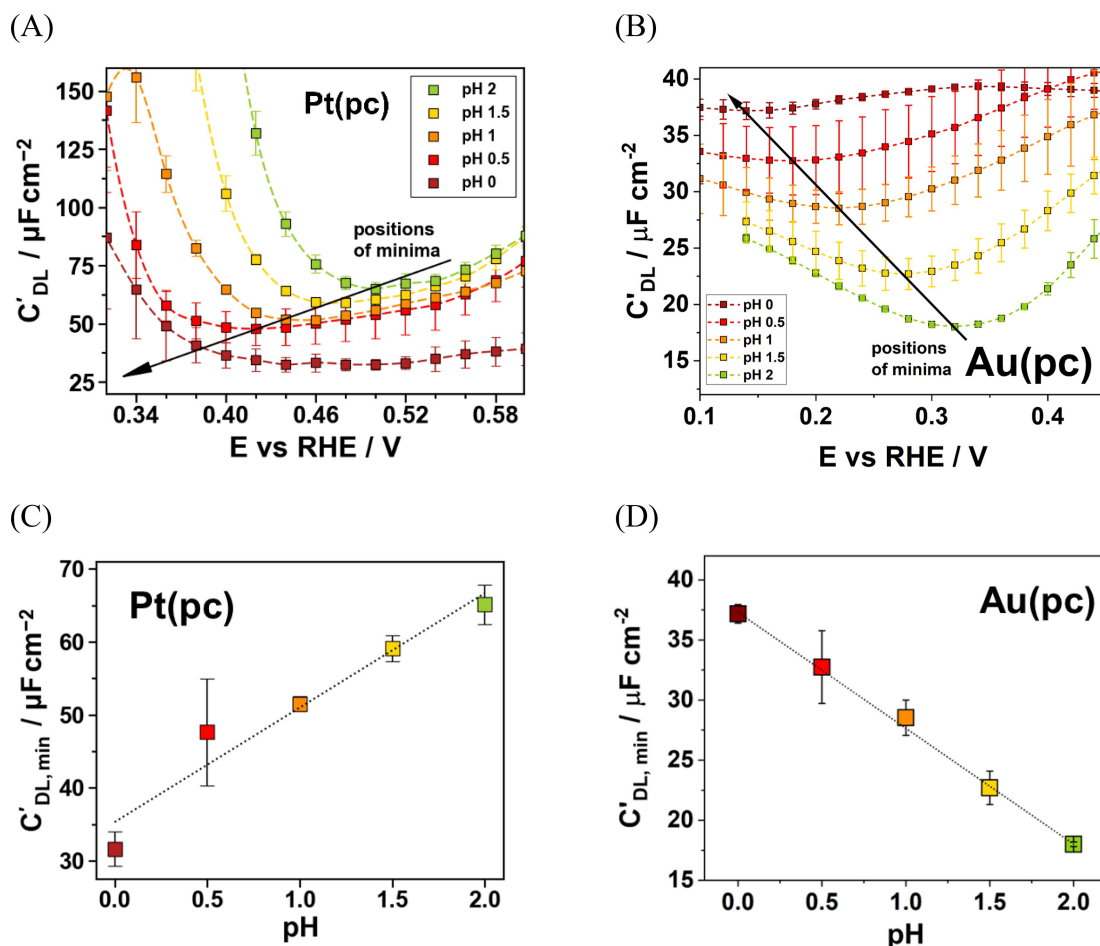 (A)
150
125
100
75
50
25
C′DL / μF cm⁻²
Pt(pc)
pH 2
pH 1.5
pH 1
pH 0.5
pH 0
positions
of minima
0.34 0.40 0.46 0.52 0.58
E vs RHE / V
(B)
40
35
30
25
20
15
C'DL / μF cm⁻²
pH 0
pH 0.5
pH 1
pH 1.5
pH 2
positions
of minima
Au(pc)
0.1 0.2 0.3 0.4
E vs RHE / V
(C)
70
60
50
40
30
C′DL, min / μF cm⁻²
Pt(pc)
0.0 0.5 1.0 1.5 2.0
pH
(D)
40
35
30
25
20
15
C'DL, min / μF cm⁻²
Au(pc)
0.0 0.5 1.0 1.5 2.0
pH